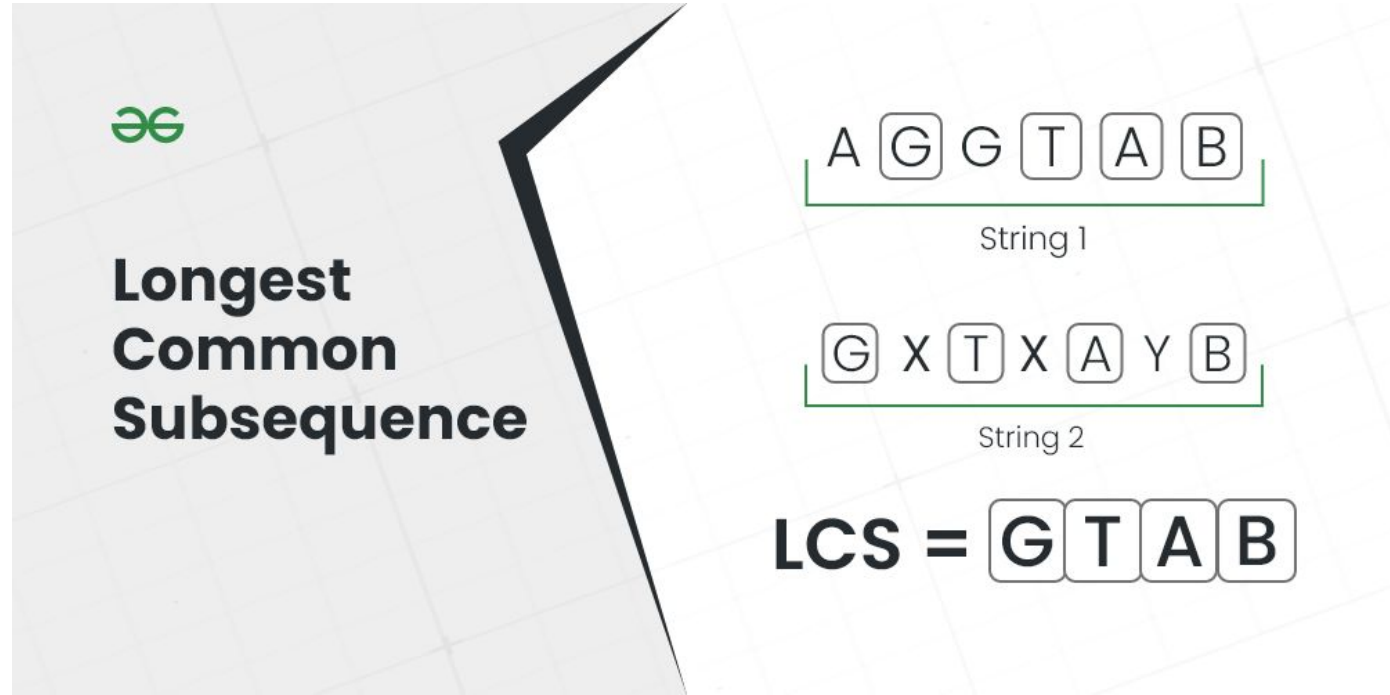 Longest
Common
Subsequence
A G G T A B
String 1
G X T X A Y B
String 2
LCS = G T A B